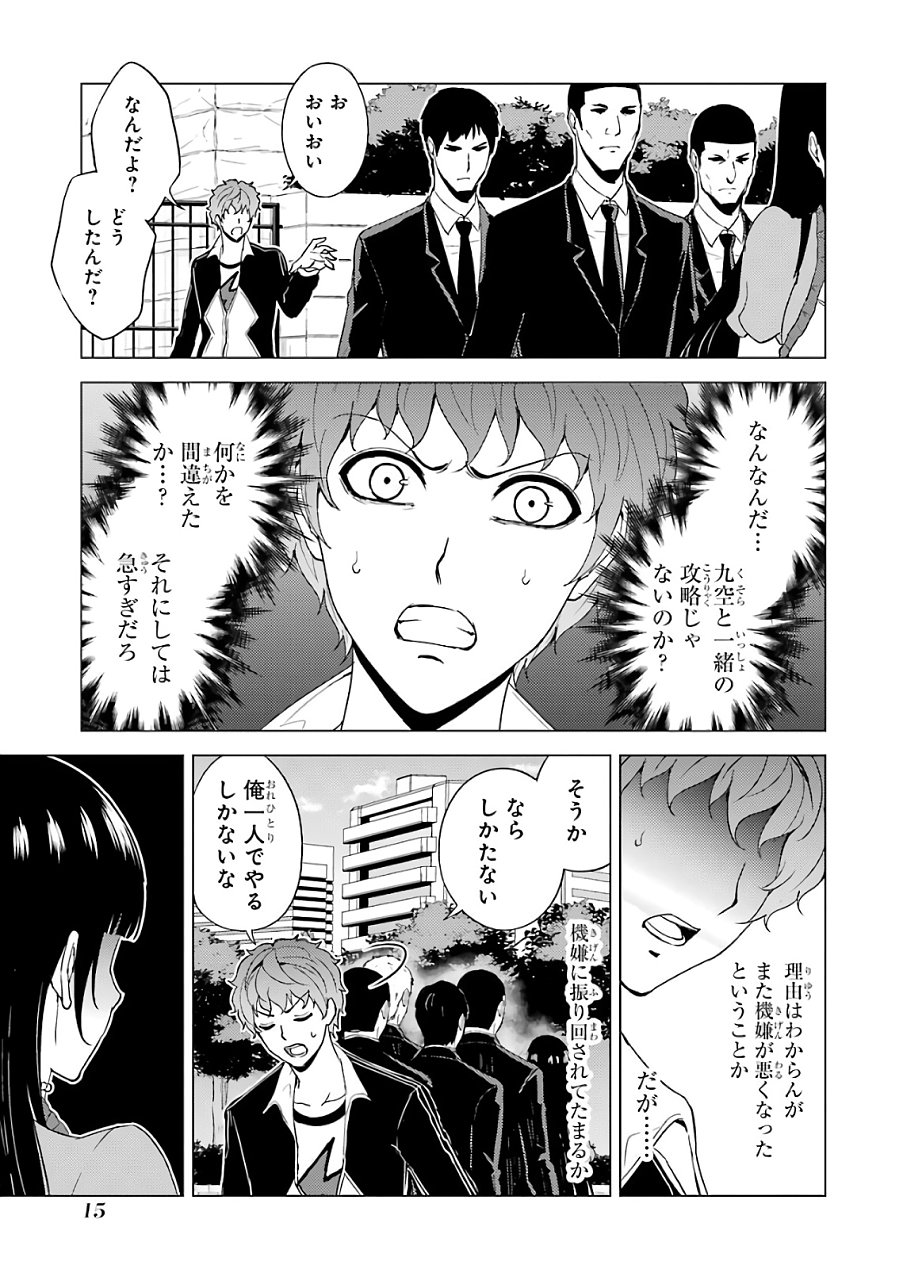 お
おいおい
なんだよ?
どう
したんだ?
なんなんだ…
九空と一緒の
攻略じゃ
ないのか?
何かを
間違えた
か…?
それにしては
急すぎだろ
理由はわからんが
また機嫌が悪くなった
ということか
だが……
そうか
なら
しかたない
機嫌に振り回されてたまるか
俺一人でやる
しかないな
15